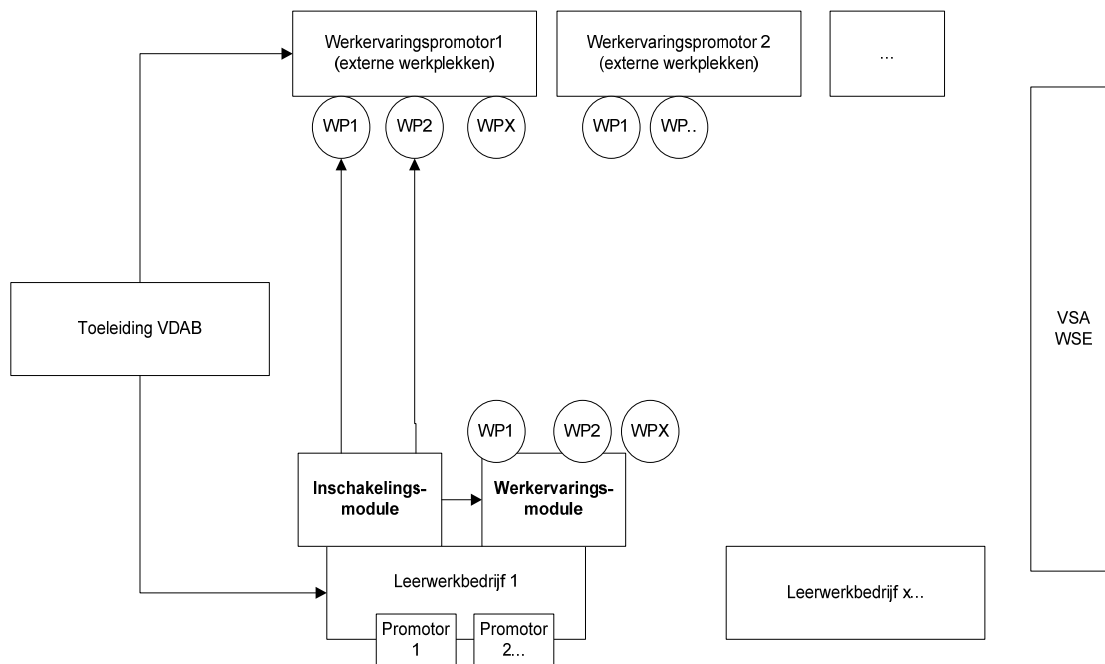 Werkervaringspromotor1
(externe werkplekken)
Werkervaringspromotor 2
(externe werkplekken)
...
WP1
WP2
WPX
WP1
WP..
Toeleiding VDAB
VSA
WSE
WP1
WP2
WPX
Inschakelings-
module
Werkervarings-
module
Leerwerkbedrijf 1
Leerwerkbedrijf x...
Promotor
1
Promotor
2...